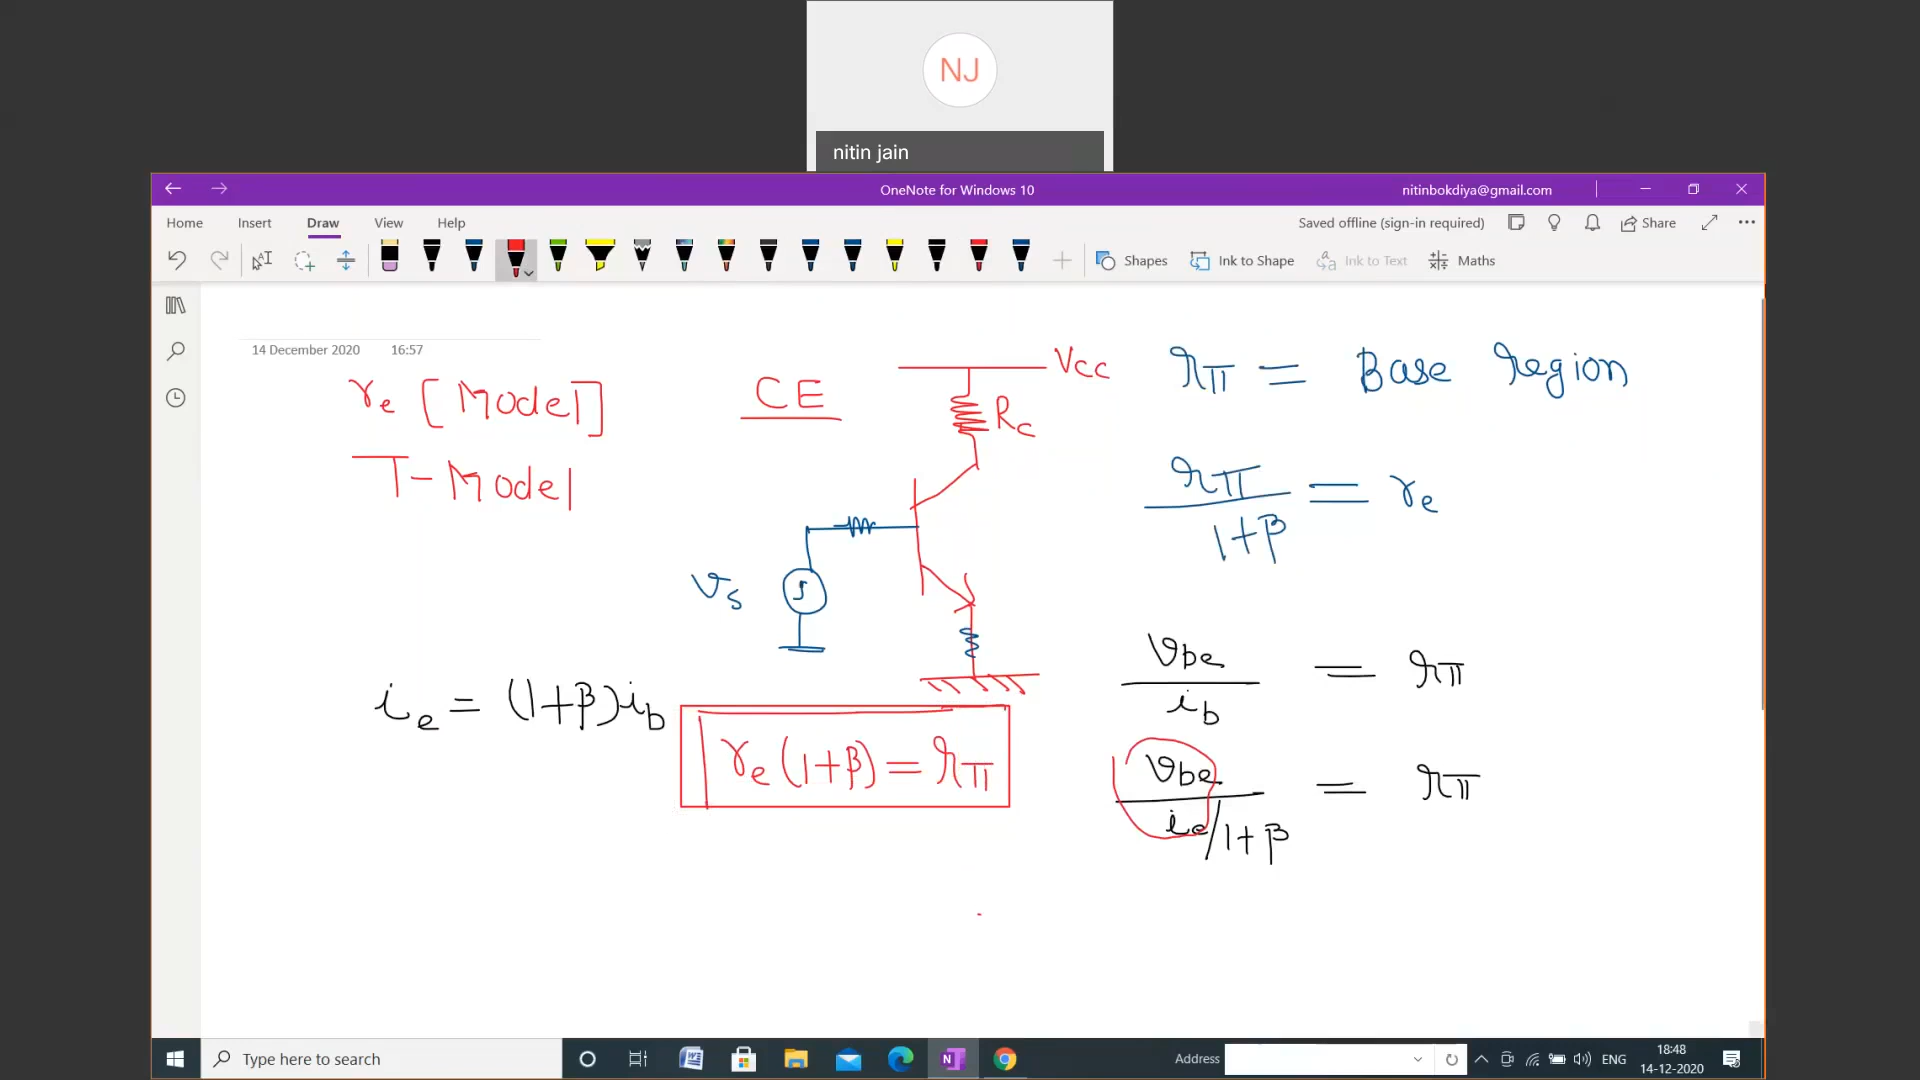 NJ
nitin jain
OneNote for Windows 10
nitinbokdiya@gmail.com
Home Insert Draw View Help
Saved offline (sign-in required)
Share
Shapes
Ink to Shape
Ink to Text
Maths
14 December 2020 16:57
re [Model]
T-Model
CE
Vcc
Rc
rπ = Base region
rπ/1+β = re
vs
vbe/ib = rπ
ie = (1+β)ib
re(1+β) = rπ
vbe/ie/1+β = rπ
Type here to search
Address
ENG
18:48
14-12-2020